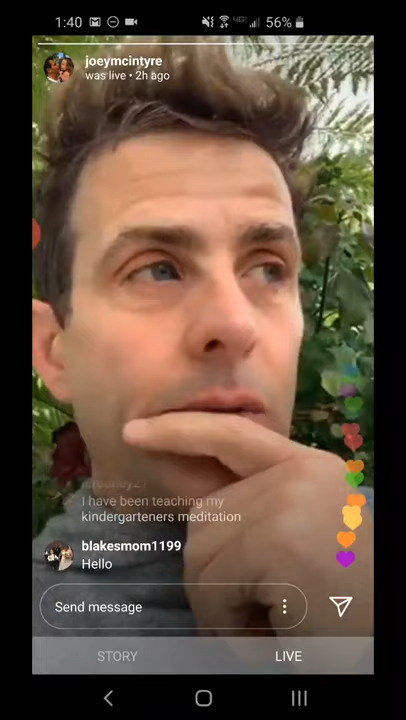 1:40
56%
joeymcintyre
was live • 2h ago
I have been teaching my
kindergarteners meditation
blakesmom1199
Hello
Send message
STORY
LIVE